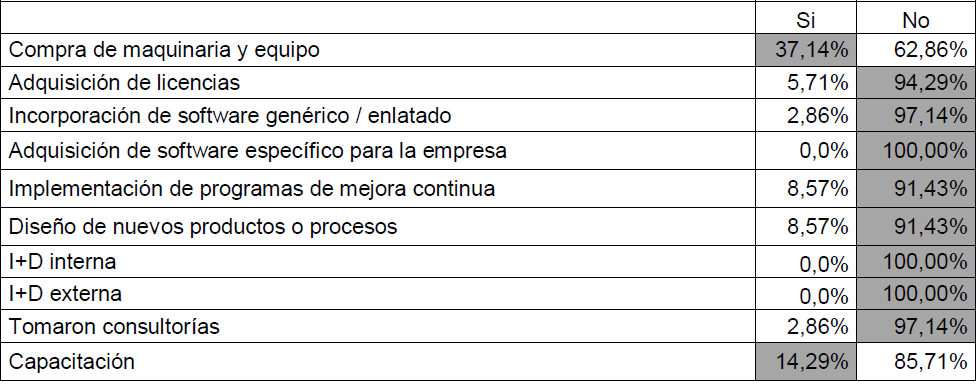 Si No
Compra de maquinaria y equipo 37,14% 62,86%
Adquisición de licencias 5,71% 94,29%
Incorporación de software genérico / enlatado 2,86% 97,14%
Adquisición de software específico para la empresa 0,0% 100,00%
Implementación de programas de mejora continua 8,57% 91,43%
Diseño de nuevos productos o procesos 8,57% 91,43%
I+D interna 0,0% 100,00%
I+D externa 0,0% 100,00%
Tomaron consultorías 2,86% 97,14%
Capacitación 14,29% 85,71%